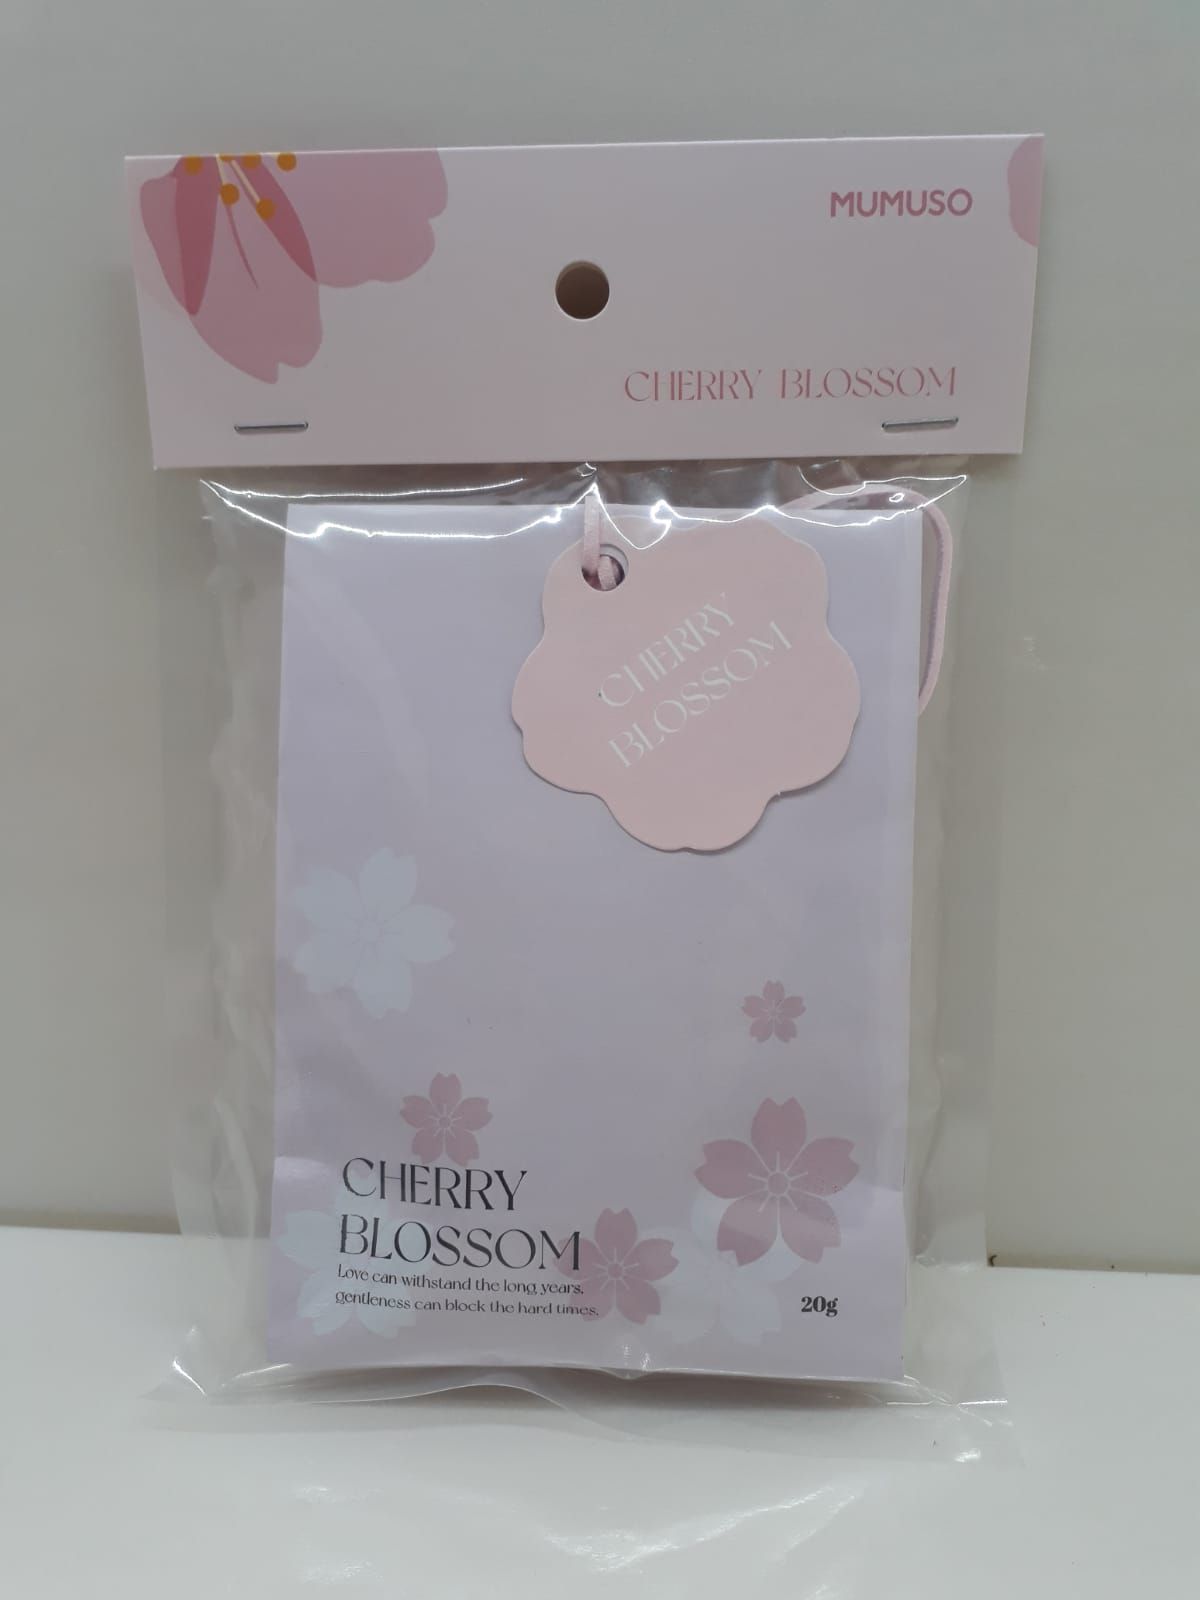 MUMUSO
CHERRY BLOSSOM
CHERRY
BLOSSOM
CHERRY
BLOSSOM
Love can withstand the long years,
gentleness can block the hard times.
20g